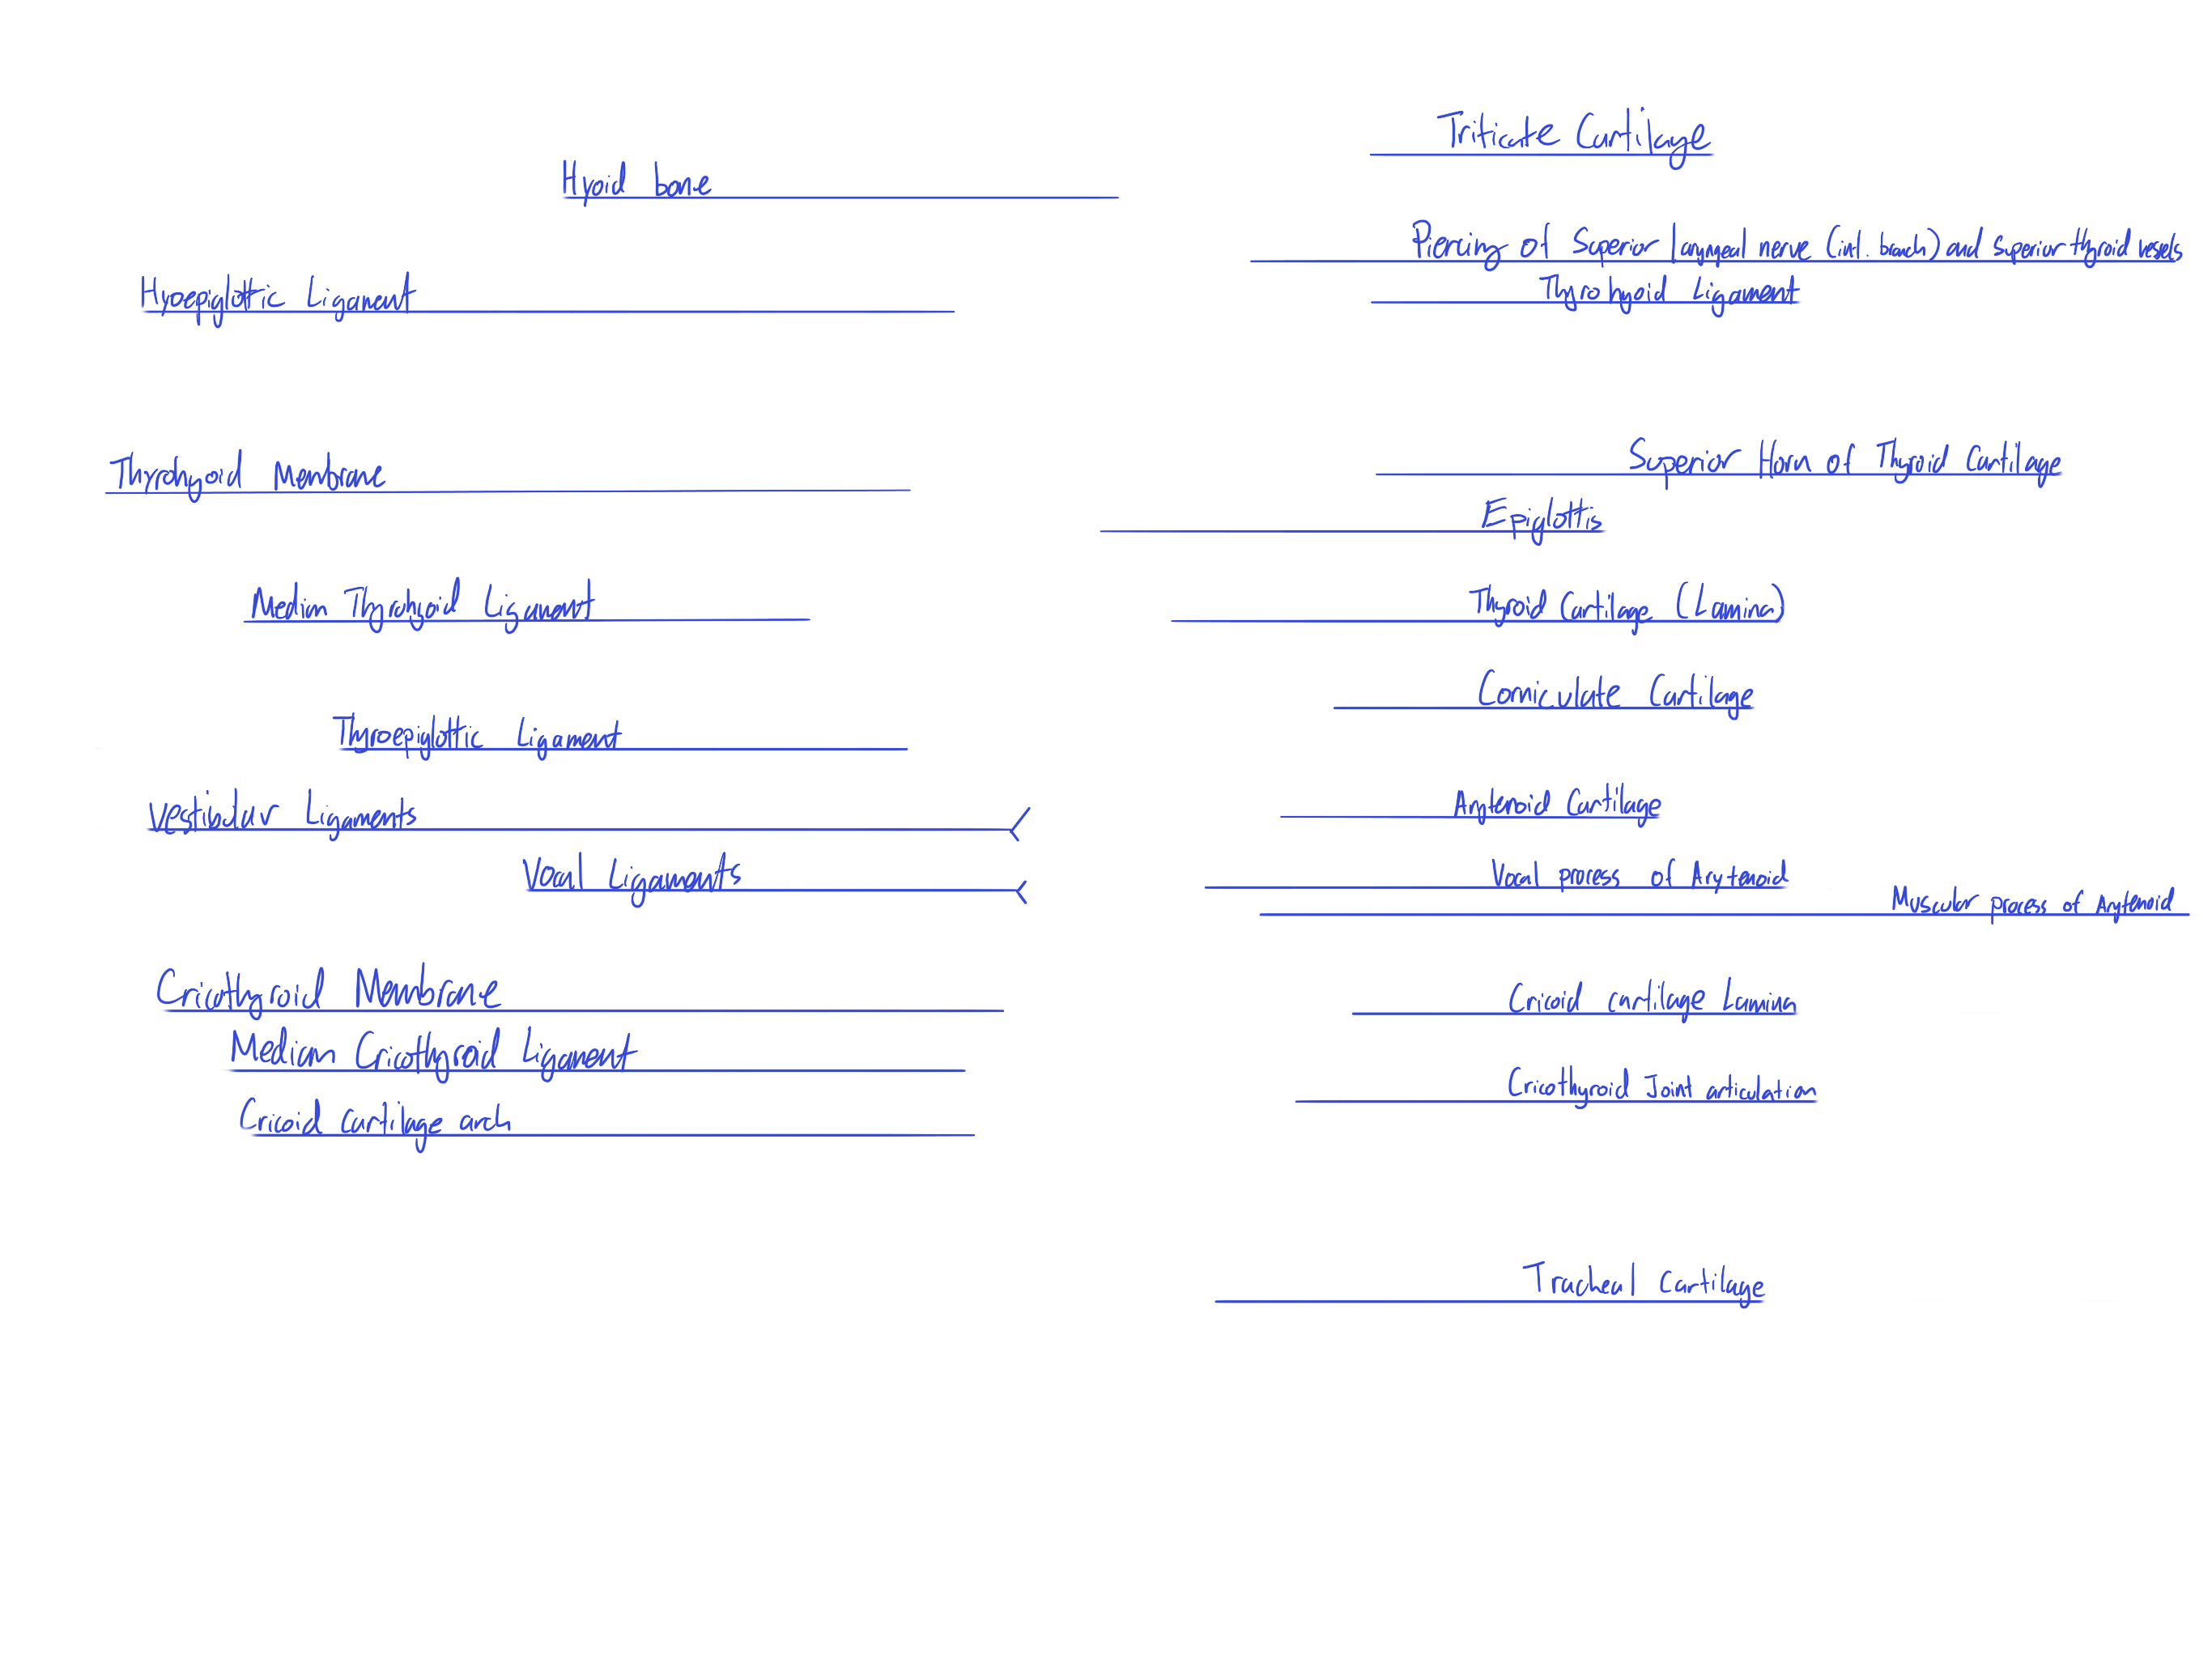 Triticate Cartilage
Hyoid bone
Piercing of Superior laryngeal nerve (int. branch) and superior thyroid vessels
Hyoepiglottic Ligament
Thyrohyoid Ligament
Thyrohyoid Membrane
Superior Horn of Thyroid Cartilage
Epiglottis
Median Thyrohyoid Ligament
Thyroid Cartilage (Lamina)
Corniculate Cartilage
Thyroepiglottic Ligament
Vestibular Ligaments
Arytenoid Cartilage
Vocal Ligaments
Vocal process of Arytenoid
Muscular process of Arytenoid
Cricothyroid Membrane
Cricoid cartilage Lamina
Median Cricothyroid Ligament
Cricothyroid Joint articulation
Cricoid cartilage arch
Tracheal Cartilage